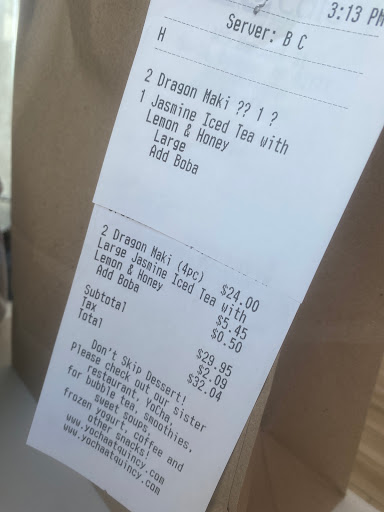 3:13 PM
Server: B C
H
2 Dragon Maki ?? 1 ?
1 Jasmine Iced Tea with
Lemon & Honey
Large
Add Boba
2 Dragon Maki (4pc) $24.00
Large Jasmine Iced Tea with
Lemon & Honey $5.45
Add Boba $0.50
Subtotal $29.95
Tax $2.09
Total $32.04
Don't Skip Dessert!
Please check out our sister
restaurant, YoCha,
for bubble tea, smoothies,
sweet soups,
frozen yogurt, coffee and
other snacks!
www.yochaatquincy.com
www.yochaatquincy.com